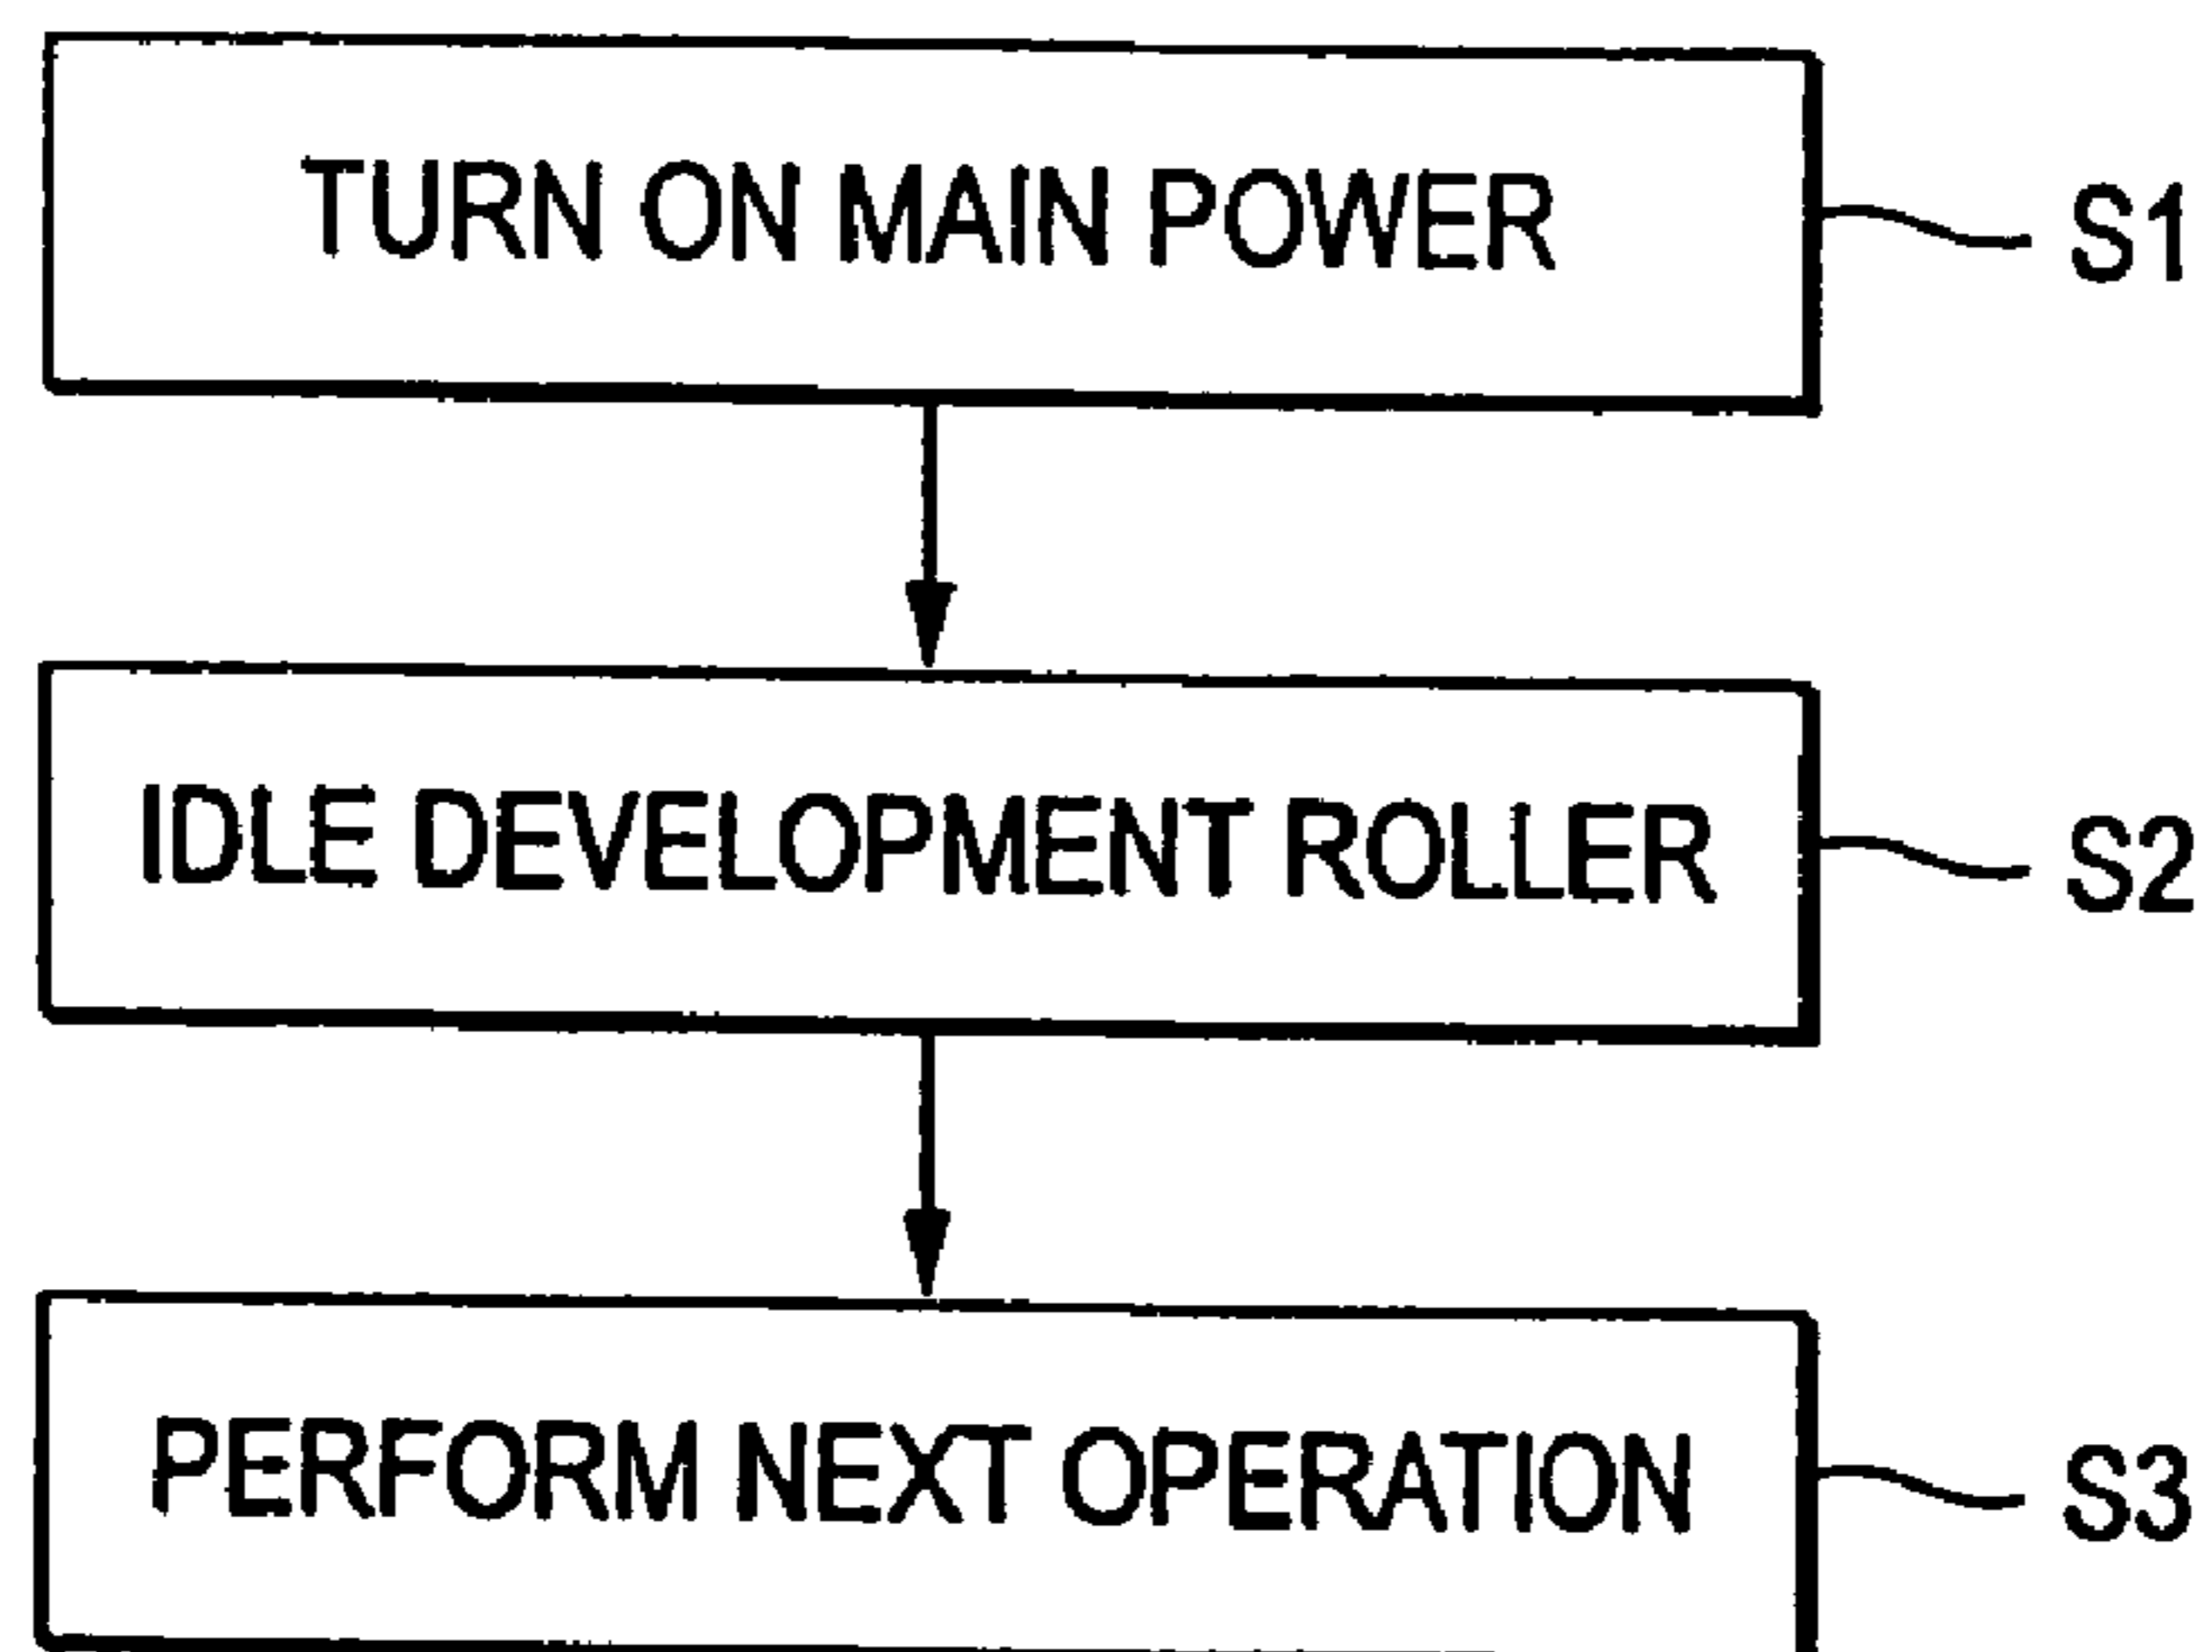 TURN ON MAIN POWER
S1
IDLE DEVELOPMENT ROLLER
S2
PERFORM NEXT OPERATION
S3